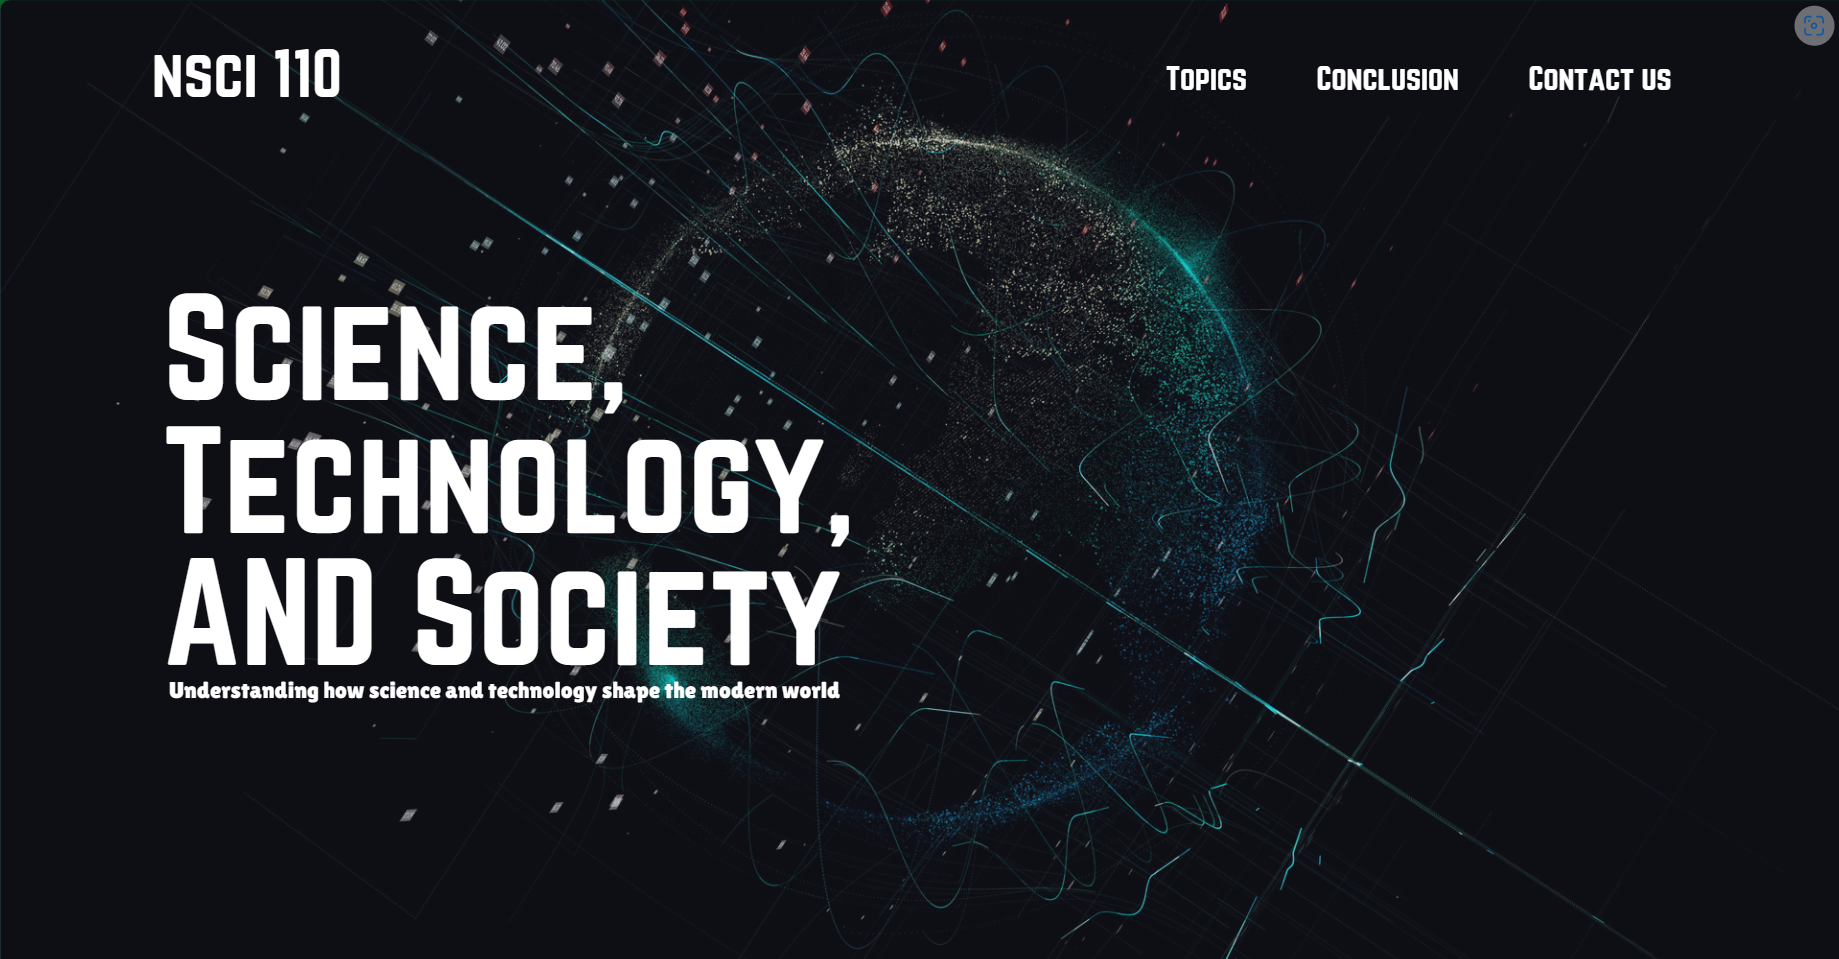 NSCI 110
Topics
Conclusion
Contact us
Science,
Technology,
and Society
Understanding how science and technology shape the modern world